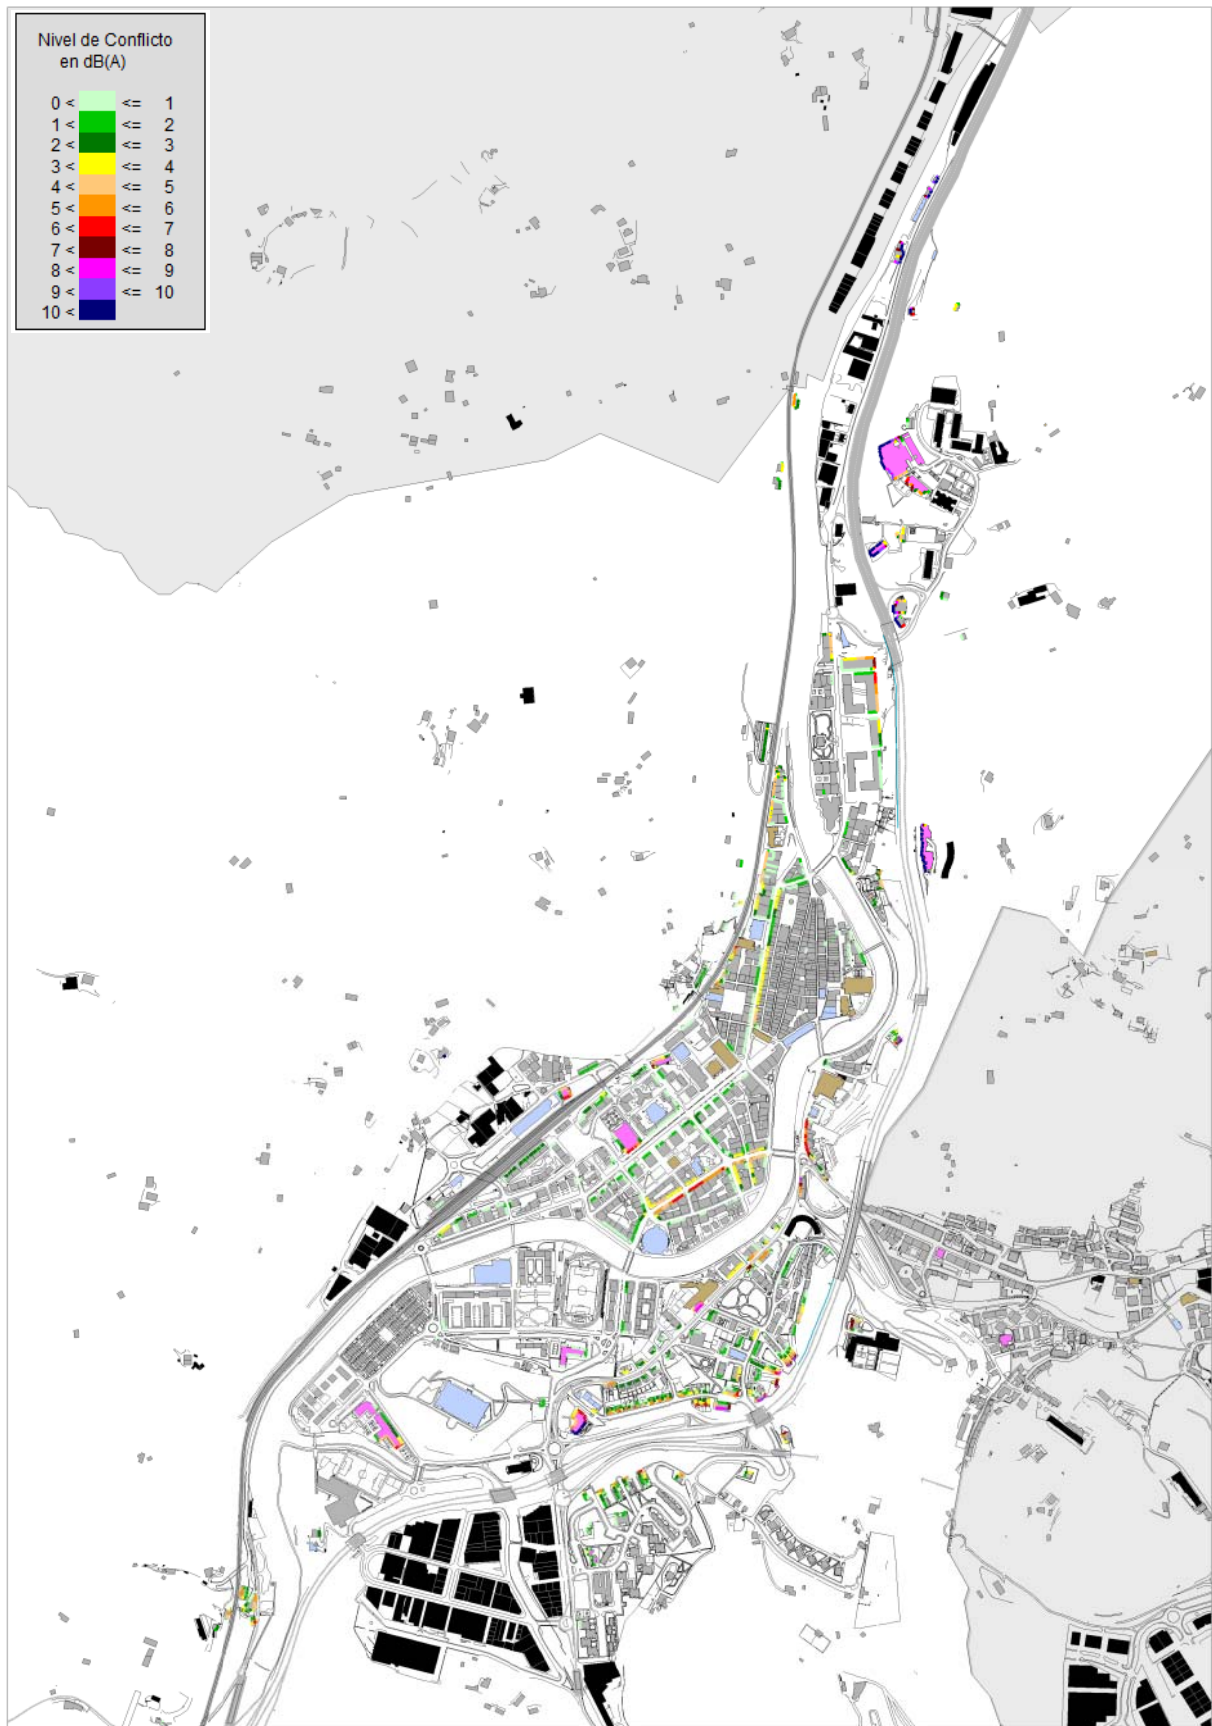 Nivel de Conflicto
en dB(A)
0 < <= 1
1 < <= 2
2 < <= 3
3 < <= 4
4 < <= 5
5 < <= 6
6 < <= 7
7 < <= 8
8 < <= 9
9 < <= 10
10 <